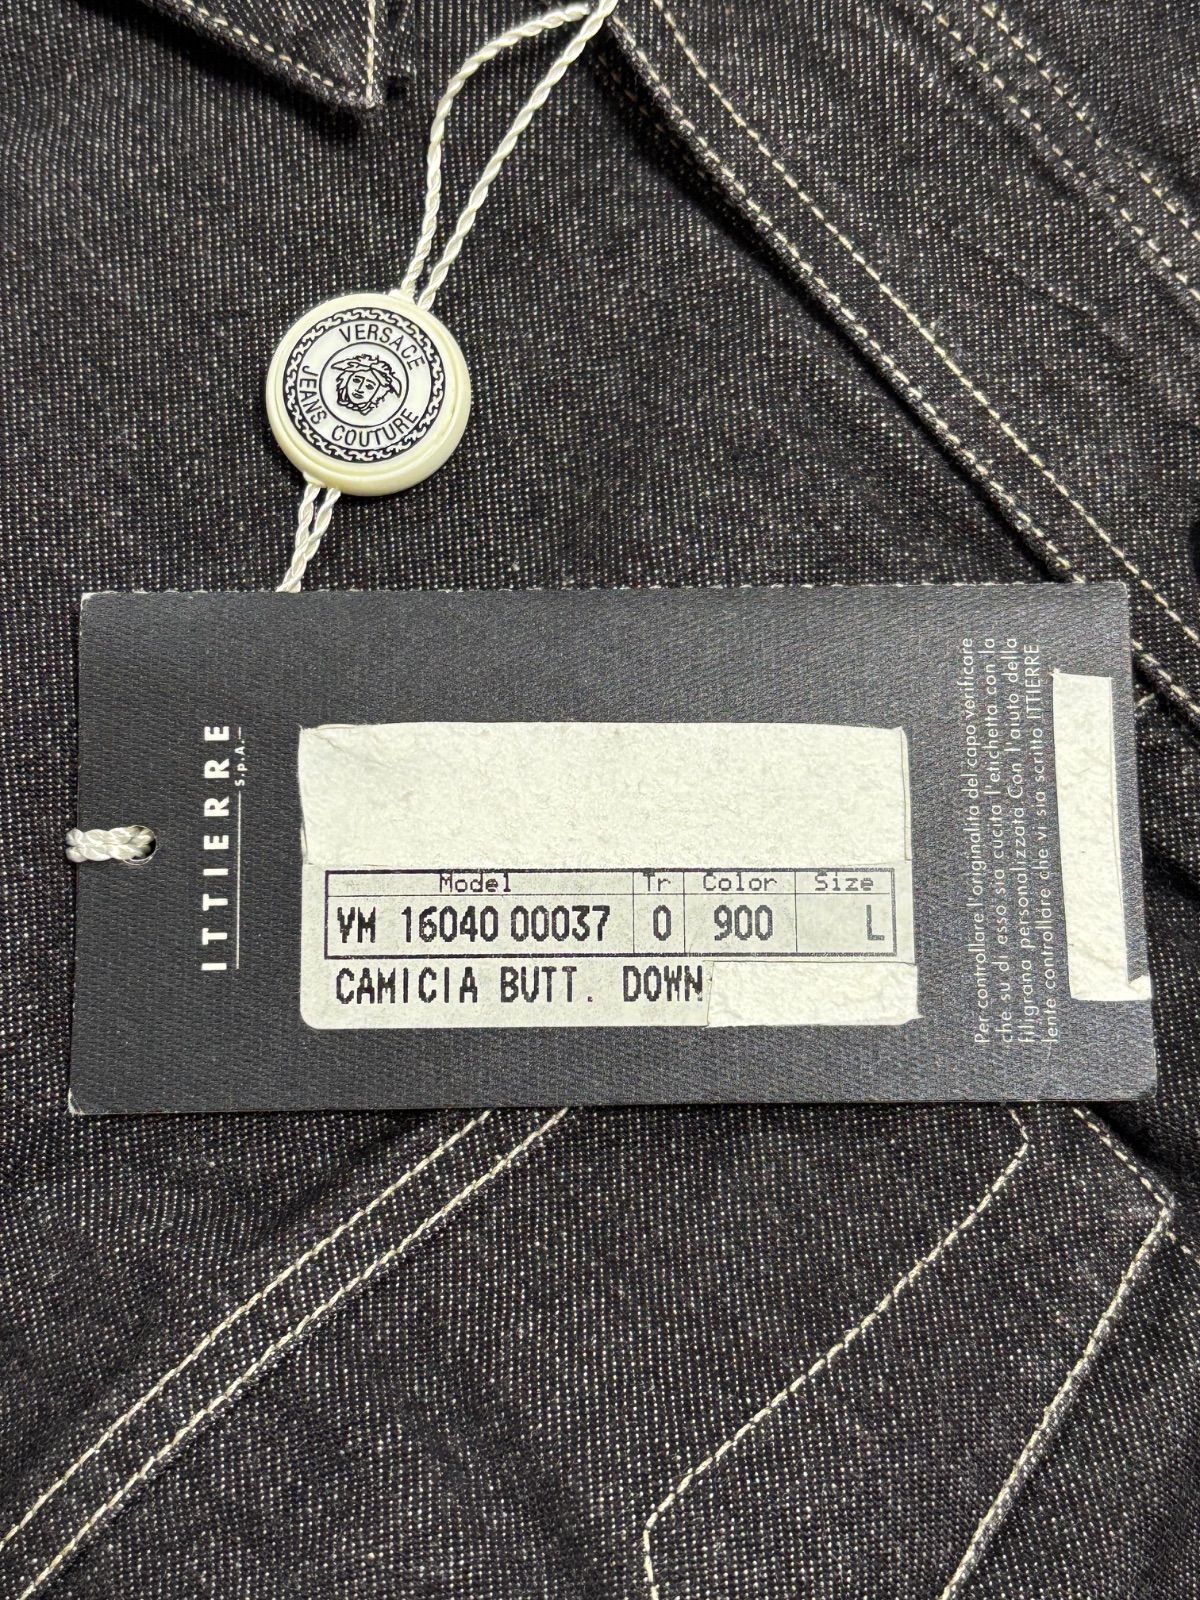 VERSACE
JEANS COUTURE
ITTIERRE
S.p.A.
Model Tr Color Size
VM 16040 00037 0 900 L
CAMICIA BUTT. DOWN
Per controllare l'originalità del capo verificare
che su di esso sia cucita l'etichetta con la
filigrana personalizzata Con l'aiuto della
lente controllare che vi sia scritto ITTIERRE